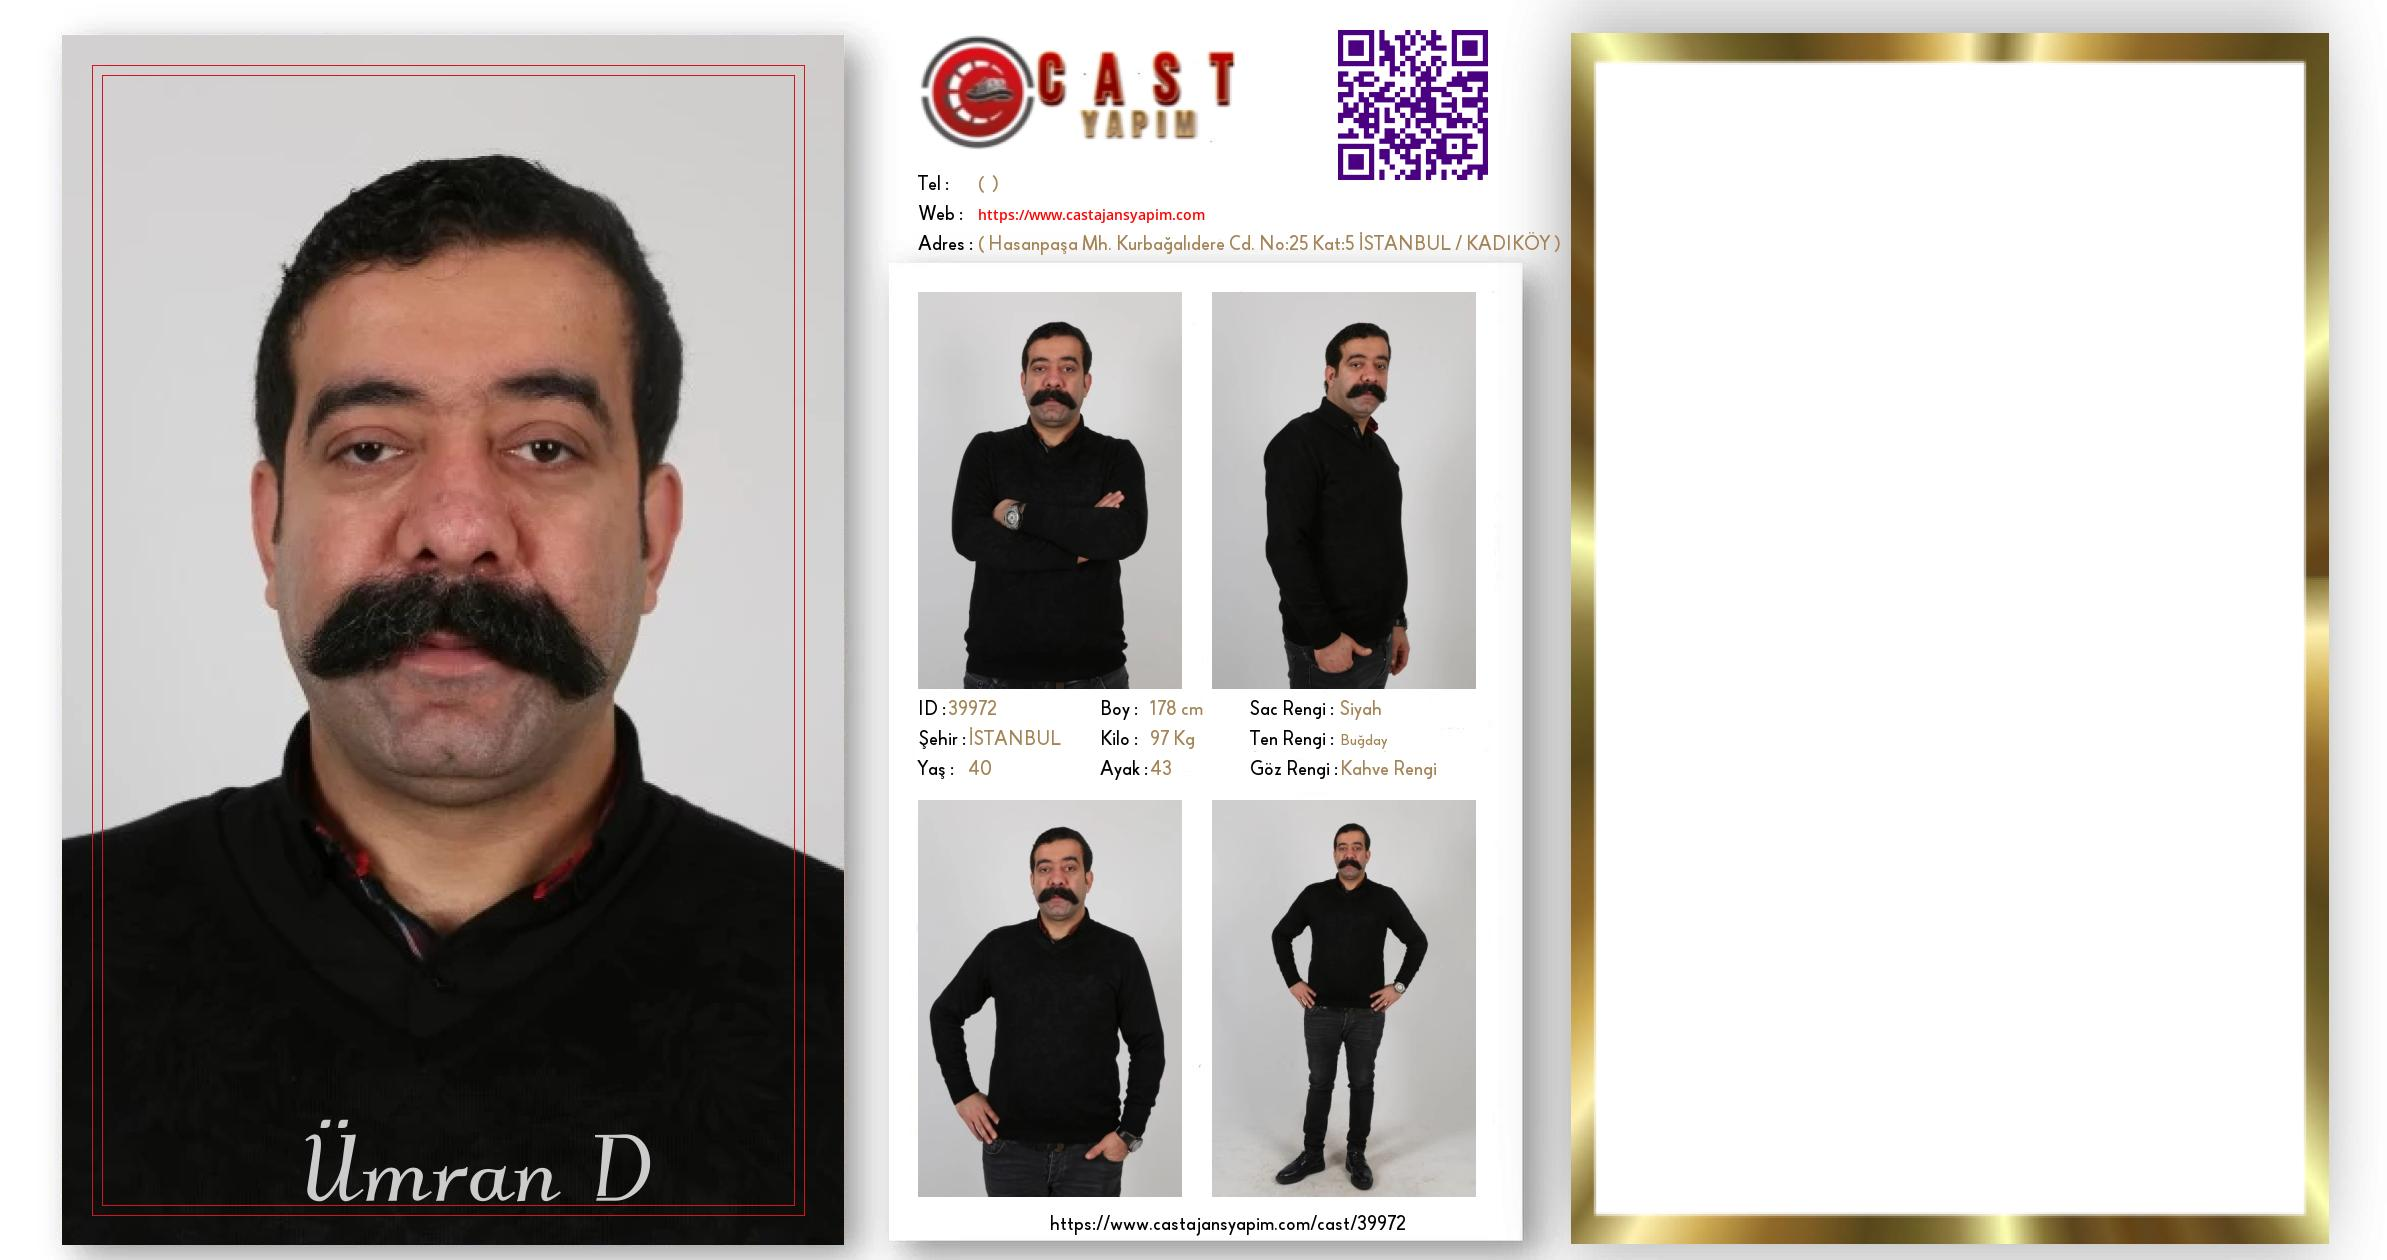 Ümran D
CAST
YAPIM
Tel : ( )
Web : https://www.castajansyapim.com
Adres : ( Hasanpaşa Mh. Kurbağalıdere Cd. No:25 Kat:5 İSTANBUL / KADIKÖY )
ID : 39972 Boy : 178 cm Sac Rengi : Siyah
Şehir : İSTANBUL Kilo : 97 Kg Ten Rengi : Buğday
Yaş : 40 Ayak : 43 Göz Rengi : Kahve Rengi
https://www.castajansyapim.com/cast/39972